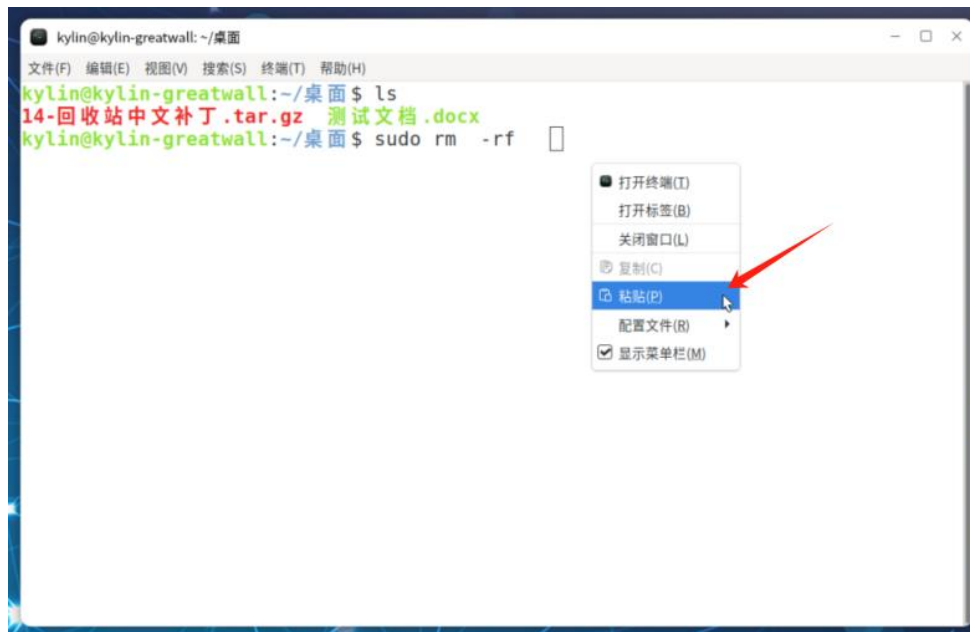 kylin@kylin-greatwall: ~/桌面
文件(F) 编辑(E) 视图(V) 搜索(S) 终端(T) 帮助(H)
kylin@kylin-greatwall:~/桌面$ ls
14-回收站中文补丁.tar.gz 测试文档.docx
kylin@kylin-greatwall:~/桌面$ sudo rm -rf
打开终端(T)
打开标签(B)
关闭窗口(L)
复制(C)
粘贴(P)
配置文件(R)
显示菜单栏(M)